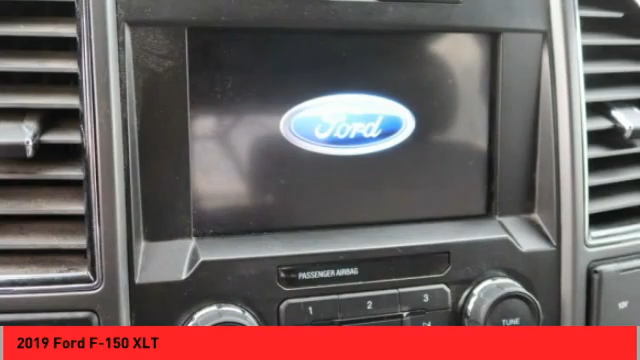 Ford
PASSENGER AIRBAG
1 2 3
TUNE
2019 Ford F-150 XLT